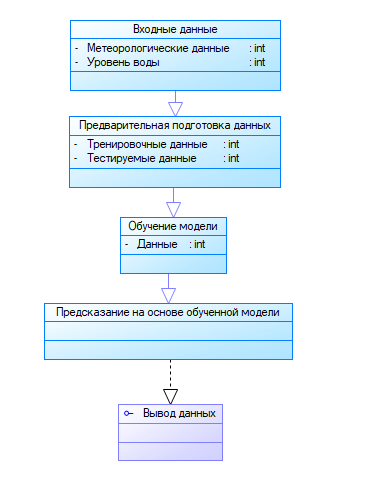 Входные данные
- Метеорологические данные : int
- Уровень воды : int
Предварительная подготовка данных
- Тренировочные данные : int
- Тестируемые данные : int
Обучение модели
- Данные : int
Предсказание на основе обученной модели
Вывод данных